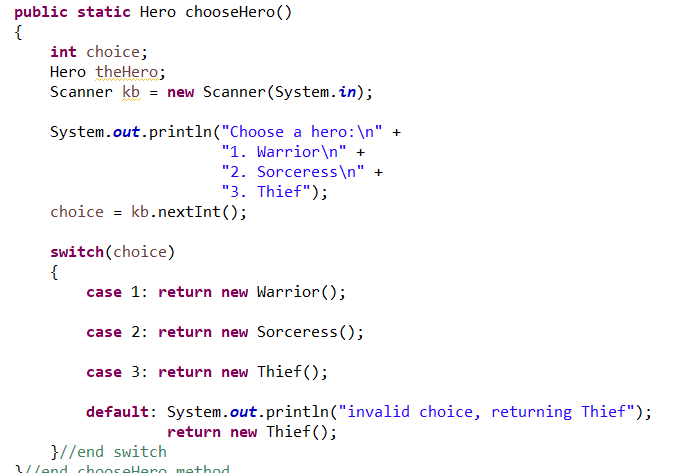 public static Hero chooseHero()
{
int choice;
Hero theHero;
Scanner kb = new Scanner(System.in);
System.out.println("Choose a hero:\n" +
"1. Warrior\n" +
"2. Sorceress\n" +
"3. Thief");
choice = kb.nextInt();
switch(choice)
{
case 1: return new Warrior();
case 2: return new Sorceress();
case 3: return new Thief();
default: System.out.println("invalid choice, returning Thief");
return new Thief();
}//end switch
}//end chooseHero method